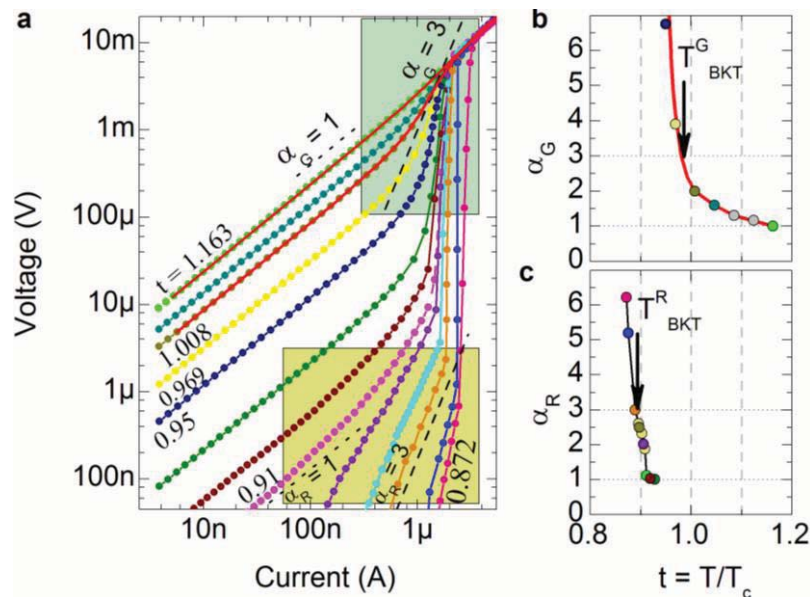 a
10m
1m
100µ
10µ
1µ
100n
Voltage (V)
10n
100n
1µ
Current (A)
α_G = 3
α_G = 1
t = 1.163
1.008
0.969
0.95
0.91
α_R = 1
α_R = 3
0.872
b
6
5
4
3
2
1
0
α_G
T^G_BKT
c
6
5
4
3
2
1
0
α_R
T^R_BKT
0.8
1.0
1.2
t = T/T_c